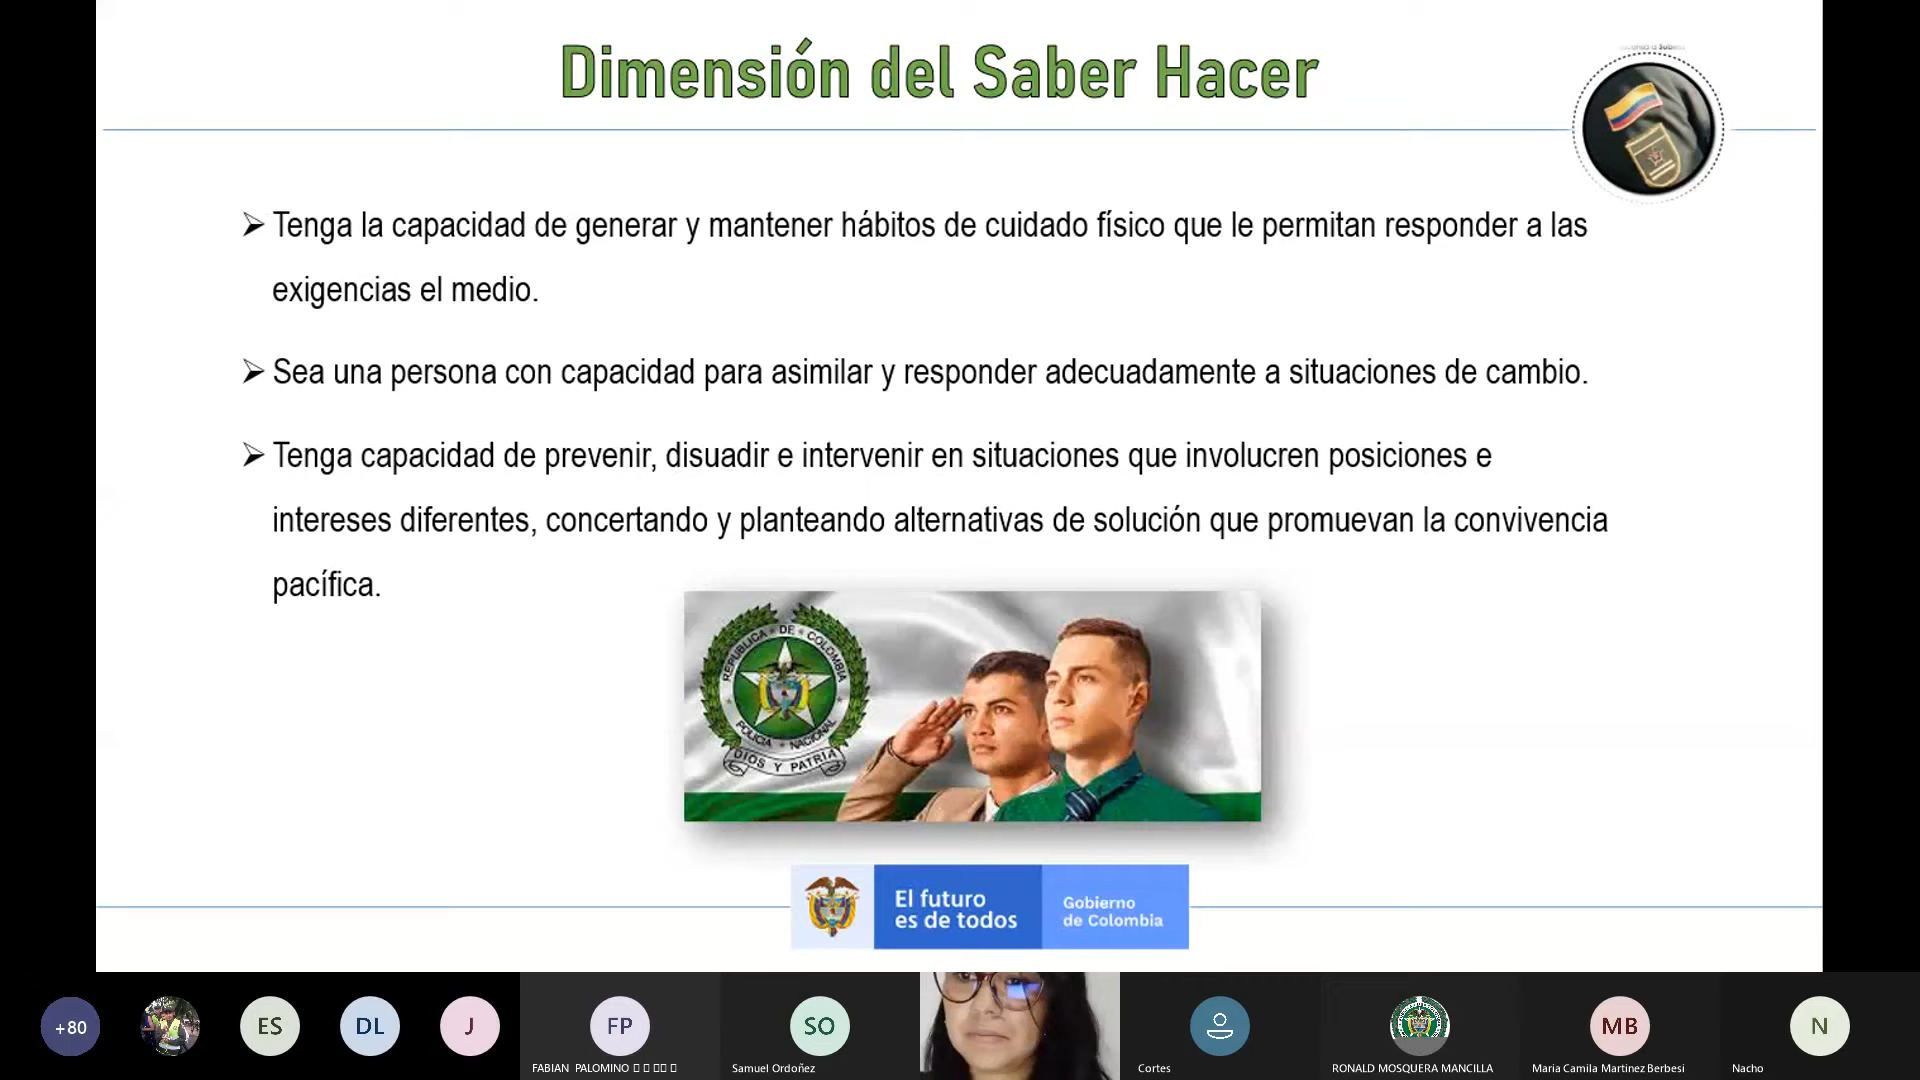 Dimensión del Saber Hacer
➢ Tenga la capacidad de generar y mantener hábitos de cuidado físico que le permitan responder a las
exigencias el medio.
➢ Sea una persona con capacidad para asimilar y responder adecuadamente a situaciones de cambio.
➢ Tenga capacidad de prevenir, disuadir e intervenir en situaciones que involucren posiciones e
intereses diferentes, concertando y planteando alternativas de solución que promuevan la convivencia
pacífica.
REPUBLICA DE COLOMBIA
POLICIA NACIONAL
DIOS Y PATRIA
El futuro
es de todos
Gobierno
de Colombia
+80
ES
DL
J
FP
SO
MB
N
FABIAN PALOMINO
Samuel Ordoñez
Cortes
RONALD MOSQUERA MANCILLA
Maria Camila Martinez Berbesi
Nacho